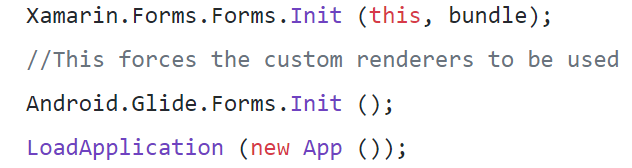 Xamarin.Forms.Forms.Init (this, bundle);
//This forces the custom renderers to be used
Android.Glide.Forms.Init ();
LoadApplication (new App ());